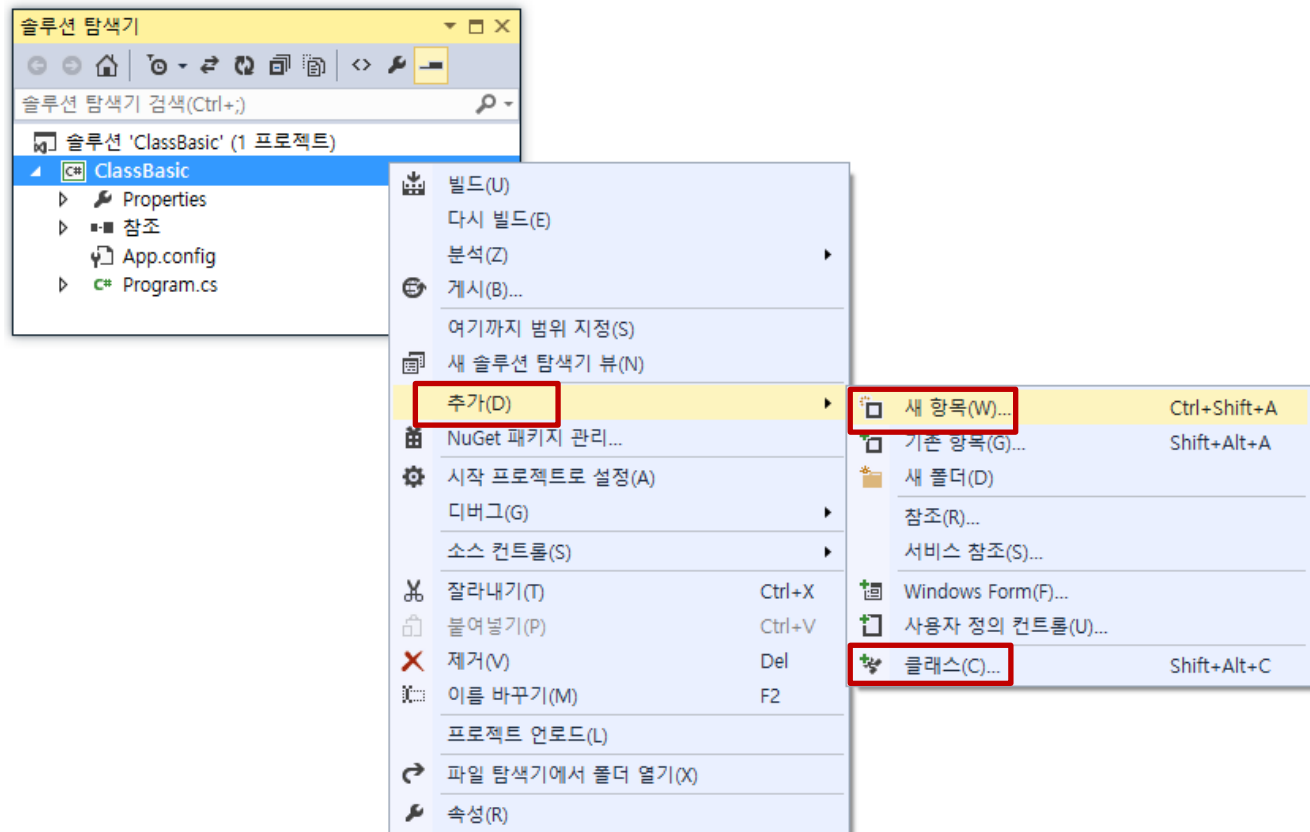 솔루션 탐색기
솔루션 탐색기 검색(Ctrl+;)
솔루션 'ClassBasic' (1 프로젝트)
C# ClassBasic
Properties
참조
App.config
C# Program.cs
빌드(U)
다시 빌드(E)
분석(Z)
게시(B)...
여기까지 범위 지정(S)
새 솔루션 탐색기 뷰(N)
추가(D)
NuGet 패키지 관리...
시작 프로젝트로 설정(A)
디버그(G)
소스 컨트롤(S)
잘라내기(T) Ctrl+X
붙여넣기(P) Ctrl+V
제거(V) Del
이름 바꾸기(M) F2
프로젝트 언로드(L)
파일 탐색기에서 폴더 열기(X)
속성(R)
새 항목(W)... Ctrl+Shift+A
기존 항목(G)... Shift+Alt+A
새 폴더(D)
참조(R)...
서비스 참조(S)...
Windows Form(F)...
사용자 정의 컨트롤(U)...
클래스(C)... Shift+Alt+C